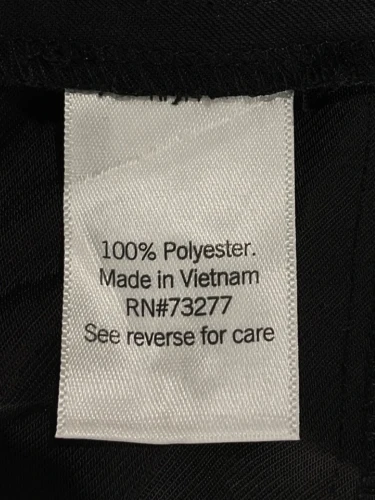 100% Polyester.
Made in Vietnam
RN#73277
See reverse for care